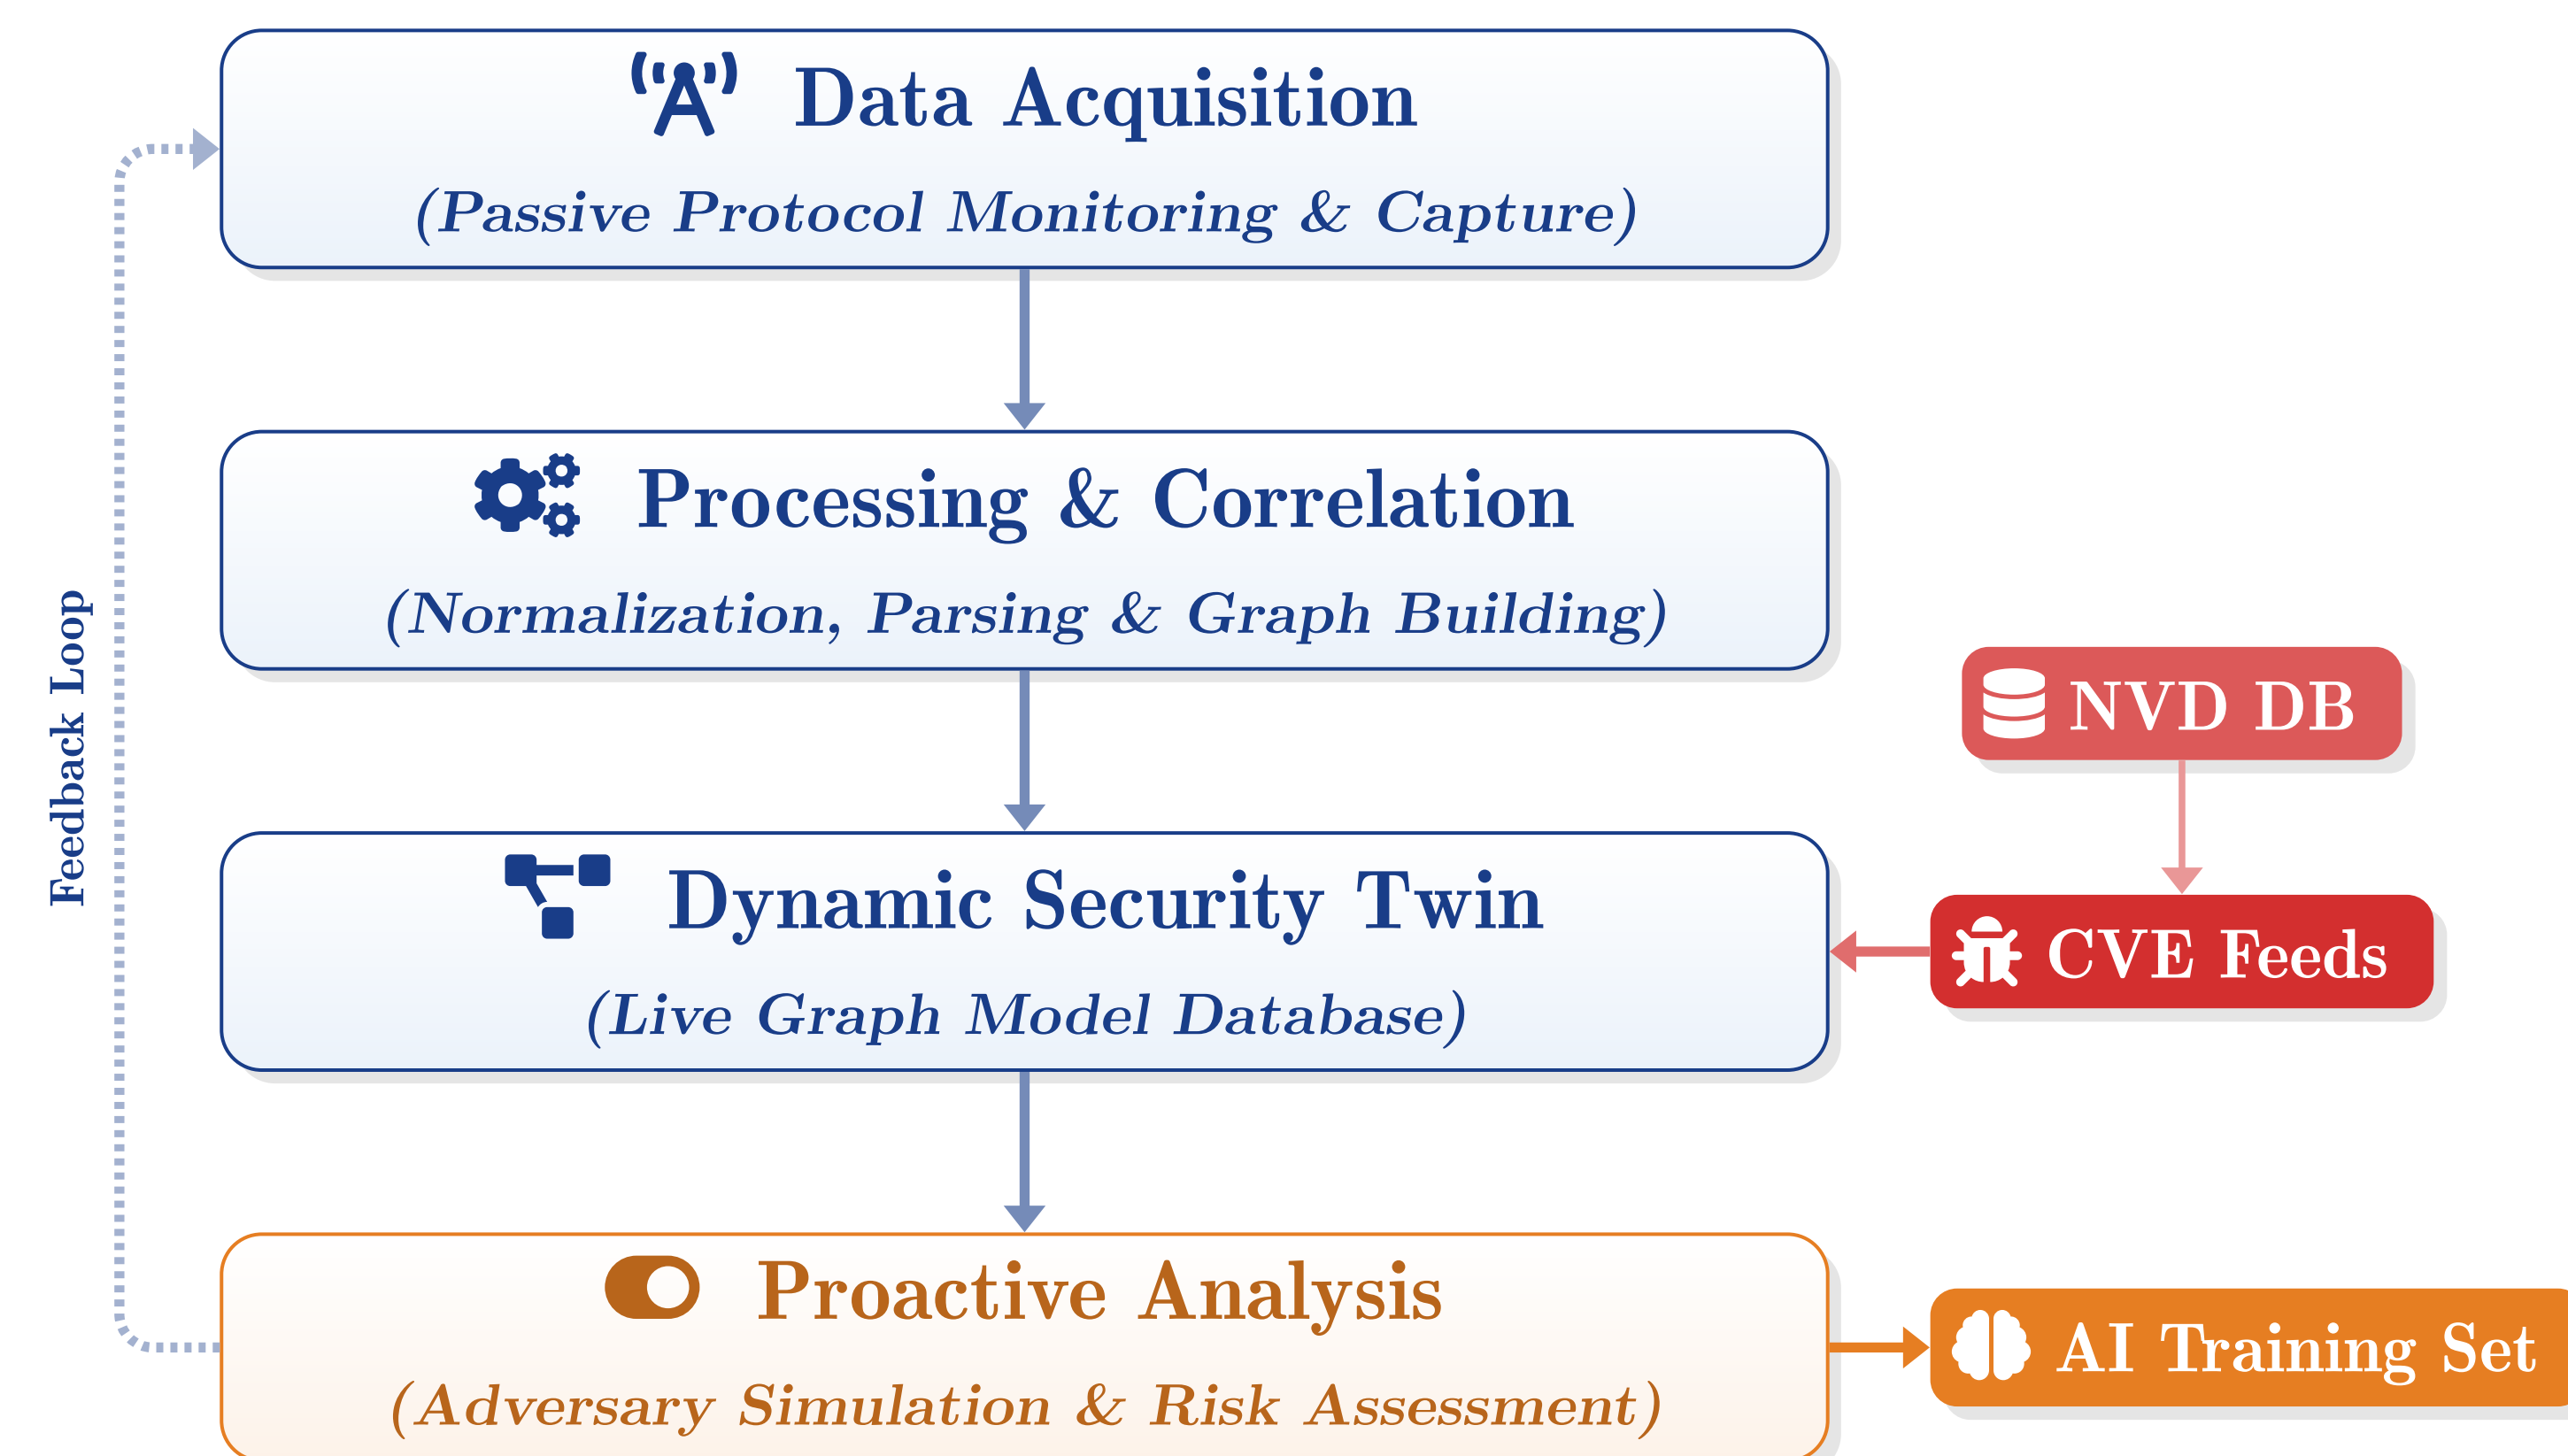 Data Acquisition
(Passive Protocol Monitoring & Capture)
Processing & Correlation
(Normalization, Parsing & Graph Building)
Feedback Loop
NVD DB
Dynamic Security Twin
(Live Graph Model Database)
CVE Feeds
Proactive Analysis
(Adversary Simulation & Risk Assessment)
AI Training Set